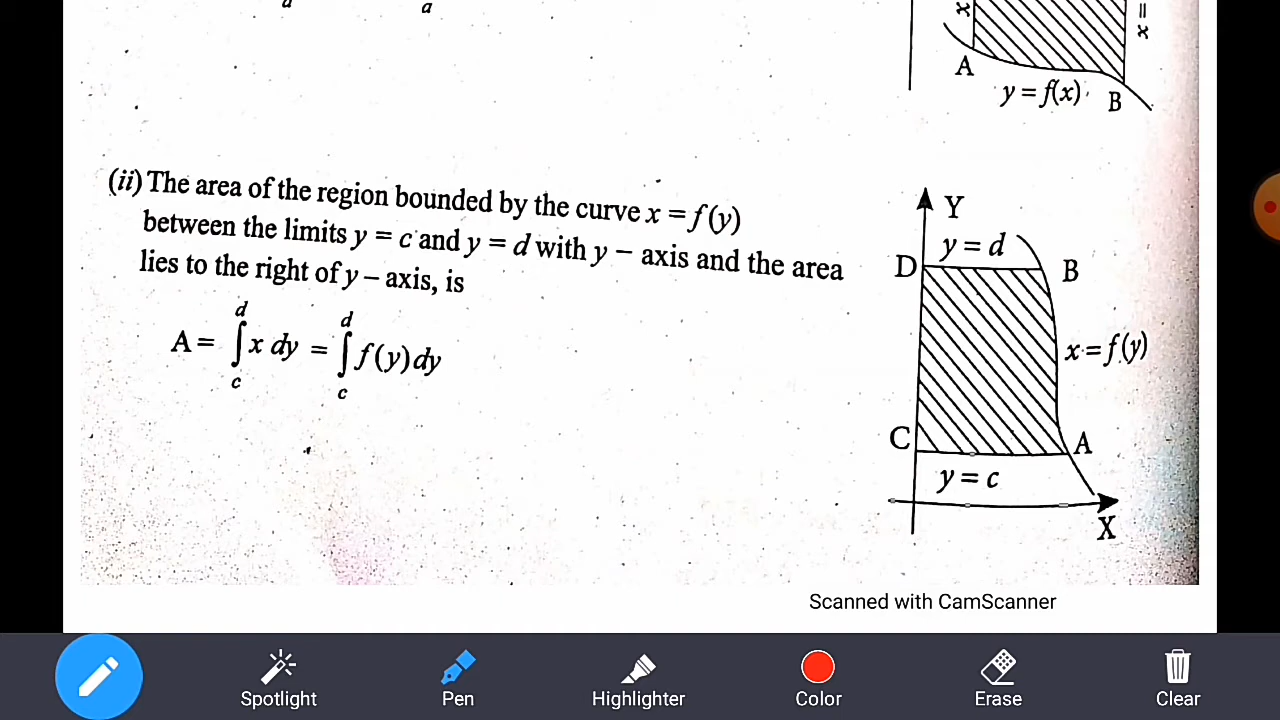 a
a
x
= x
A
y = f(x)
B
(ii) The area of the region bounded by the curve x = f(y)
between the limits y = c and y = d with y – axis and the area
lies to the right of y – axis, is
A = ∫_c^d x dy = ∫_c^d f(y) dy
Y
y = d
D
B
x = f(y)
C
A
y = c
X
Scanned with CamScanner
Spotlight
Pen
Highlighter
Color
Erase
Clear